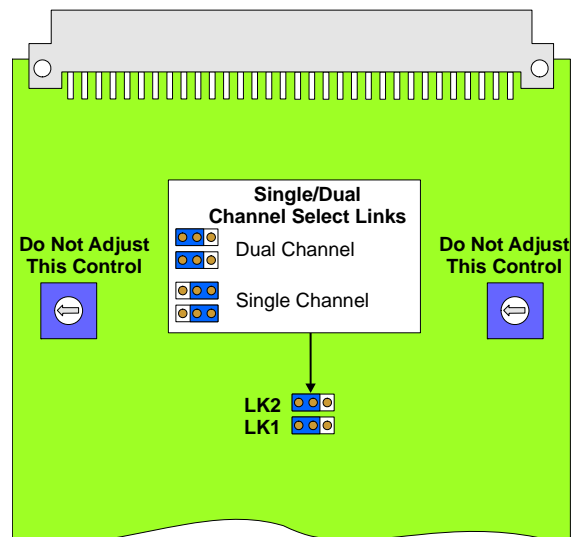 Single/Dual
Channel Select Links
Dual Channel
Single Channel
Do Not Adjust
This Control
Do Not Adjust
This Control
LK2
LK1